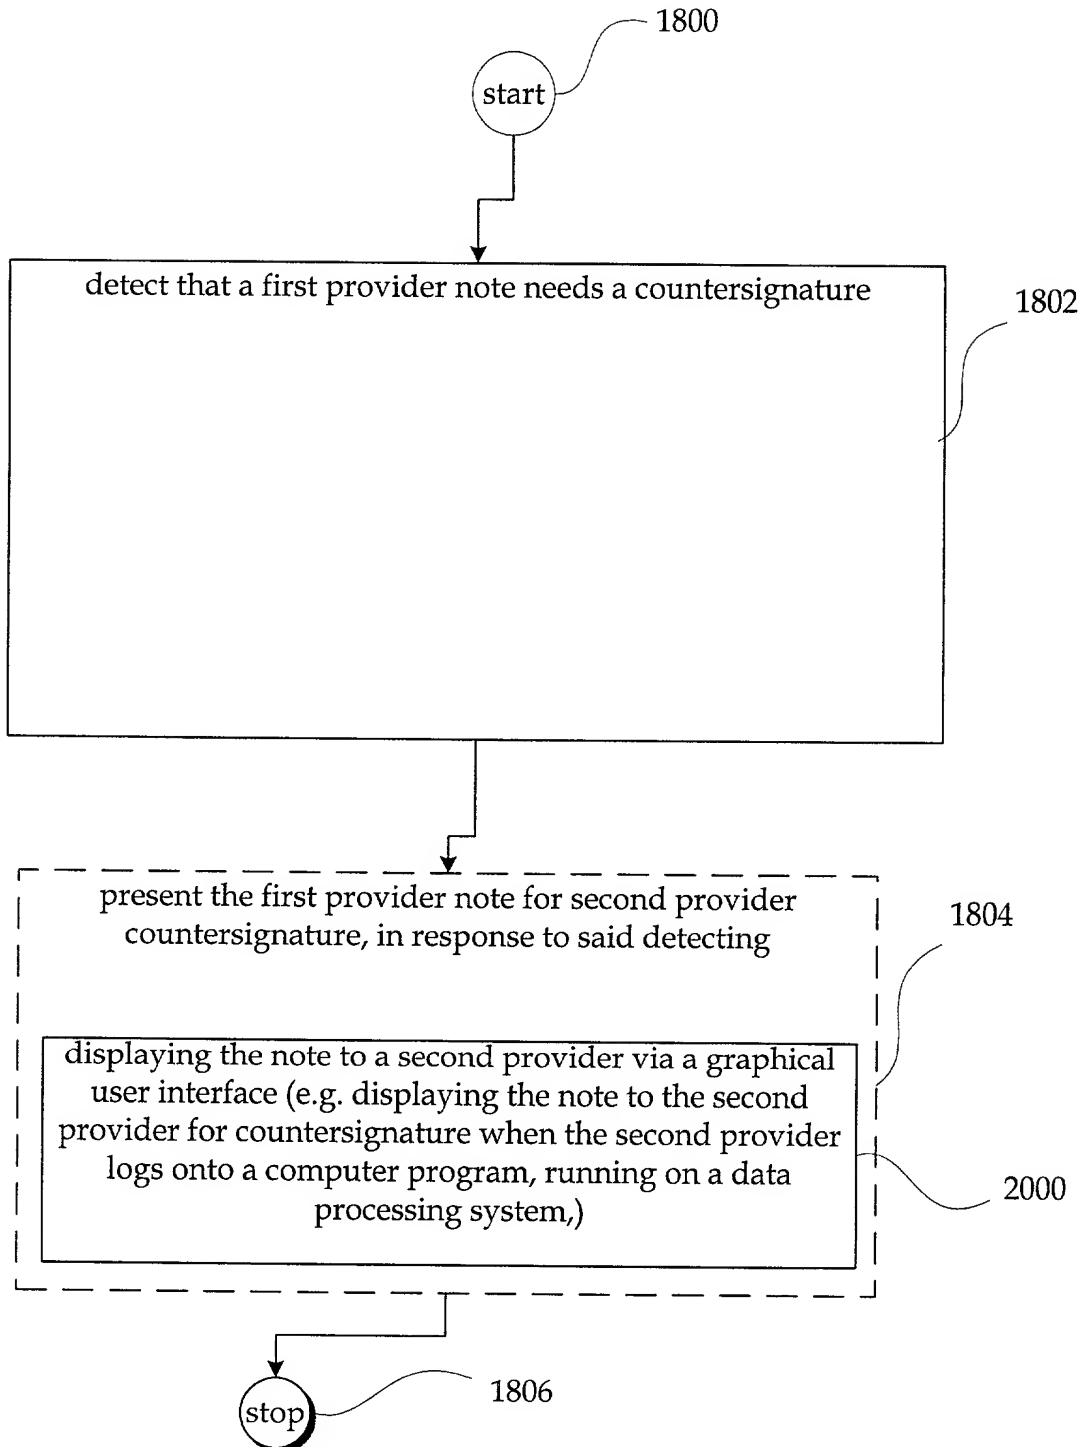 1800
start
detect that a first provider note needs a countersignature
1802
present the first provider note for second provider
countersignature, in response to said detecting
1804
displaying the note to a second provider via a graphical
user interface (e.g. displaying the note to the second
provider for countersignature when the second provider
logs onto a computer program, running on a data
processing system,)
2000
1806
stop